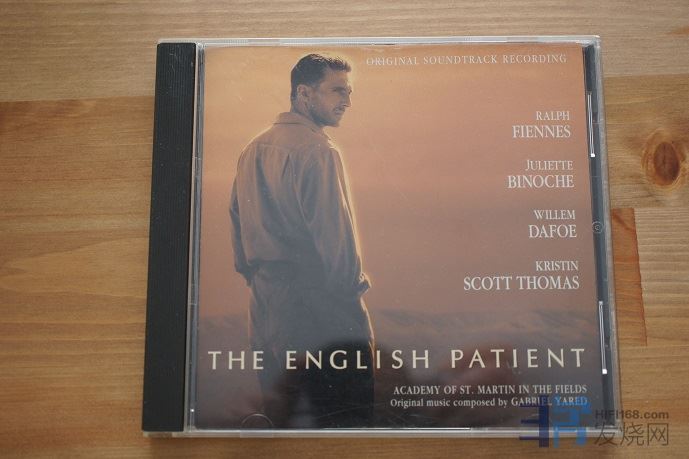 ORIGINAL SOUNDTRACK RECORDING
RALPH
FIENNES
JULIETTE
BINOCHE
WILLEM
DAFOE
KRISTIN
SCOTT THOMAS
THE ENGLISH PATIENT
ACADEMY OF ST. MARTIN IN THE FIELDS
Original music composed by GABRIEL YARED
HIFI168.com
发烧网